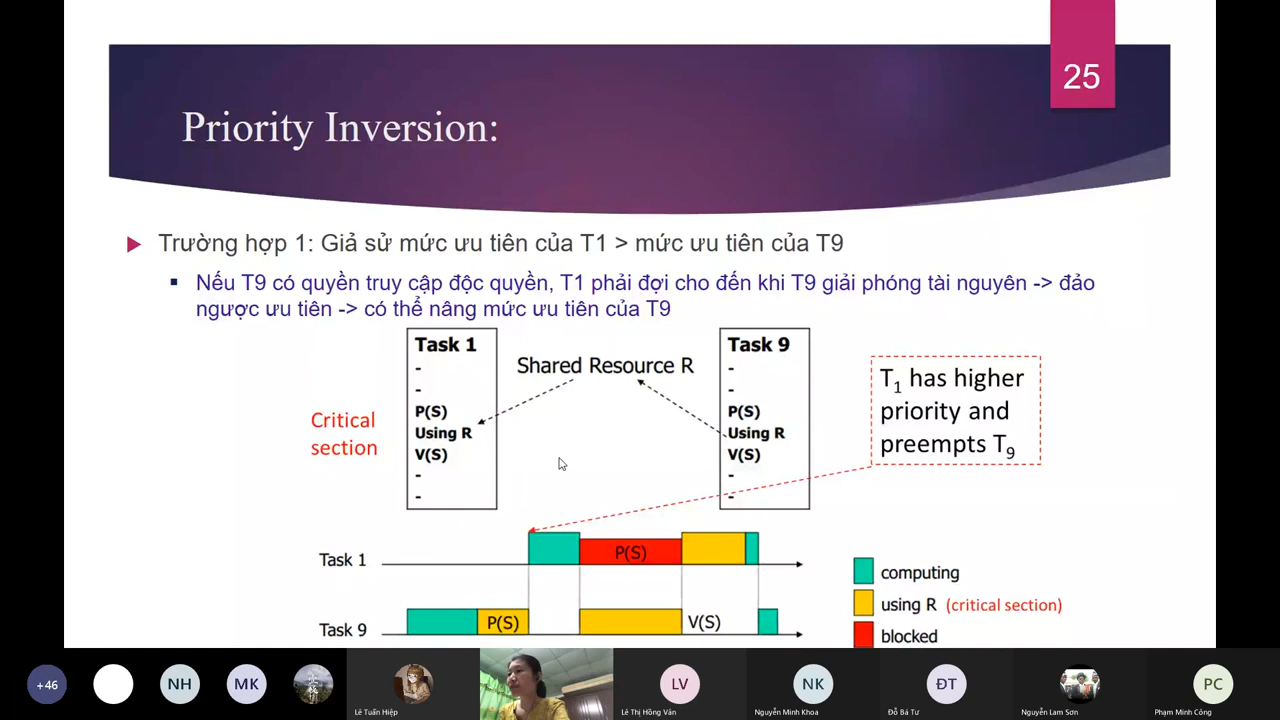 25
Priority Inversion:
Trường hợp 1: Giả sử mức ưu tiên của T1 > mức ưu tiên của T9
Nếu T9 có quyền truy cập độc quyền, T1 phải đợi cho đến khi T9 giải phóng tài nguyên -> đảo
ngược ưu tiên -> có thể nâng mức ưu tiên của T9
Task 1
-
-
P(S)
Using R
V(S)
-
-
Critical
section
Shared Resource R
Task 9
-
-
P(S)
Using R
V(S)
-
-
T1 has higher
priority and
preempts T9
Task 1
P(S)
Task 9
P(S)
V(S)
computing
using R (critical section)
blocked
+46
NH
MK
Lê Tuấn Hiệp
LV
Lê Thị Hồng Vân
NK
Nguyễn Minh Khoa
ĐT
Đỗ Bá Tư
Nguyễn Lam Sơn
PC
Phạm Minh Công